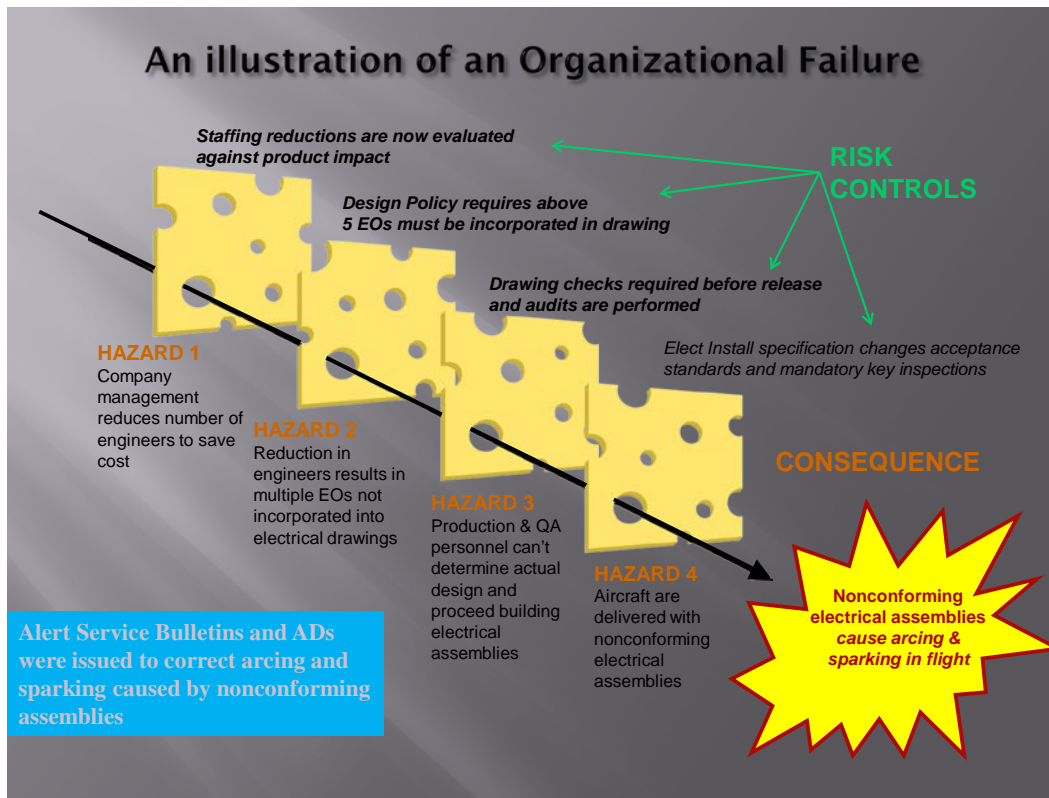 An illustration of an Organizational Failure
Staffing reductions are now evaluated
against product impact
RISK
CONTROLS
Design Policy requires above
5 EOs must be incorporated in drawing
Drawing checks required before release
and audits are performed
Elect Install specification changes acceptance
standards and mandatory key inspections
HAZARD 1
Company
management
reduces number of
engineers to save
cost
HAZARD 2
Reduction in
engineers results in
multiple EOs not
incorporated into
electrical drawings
HAZARD 3
Production & QA
personnel can't
determine actual
design and
proceed building
electrical
assemblies
HAZARD 4
Aircraft are
delivered with
nonconforming
electrical
assemblies
CONSEQUENCE
Nonconforming
electrical assemblies
cause arcing &
sparking in flight
Alert Service Bulletins and ADs
were issued to correct arcing and
sparking caused by nonconforming
assemblies